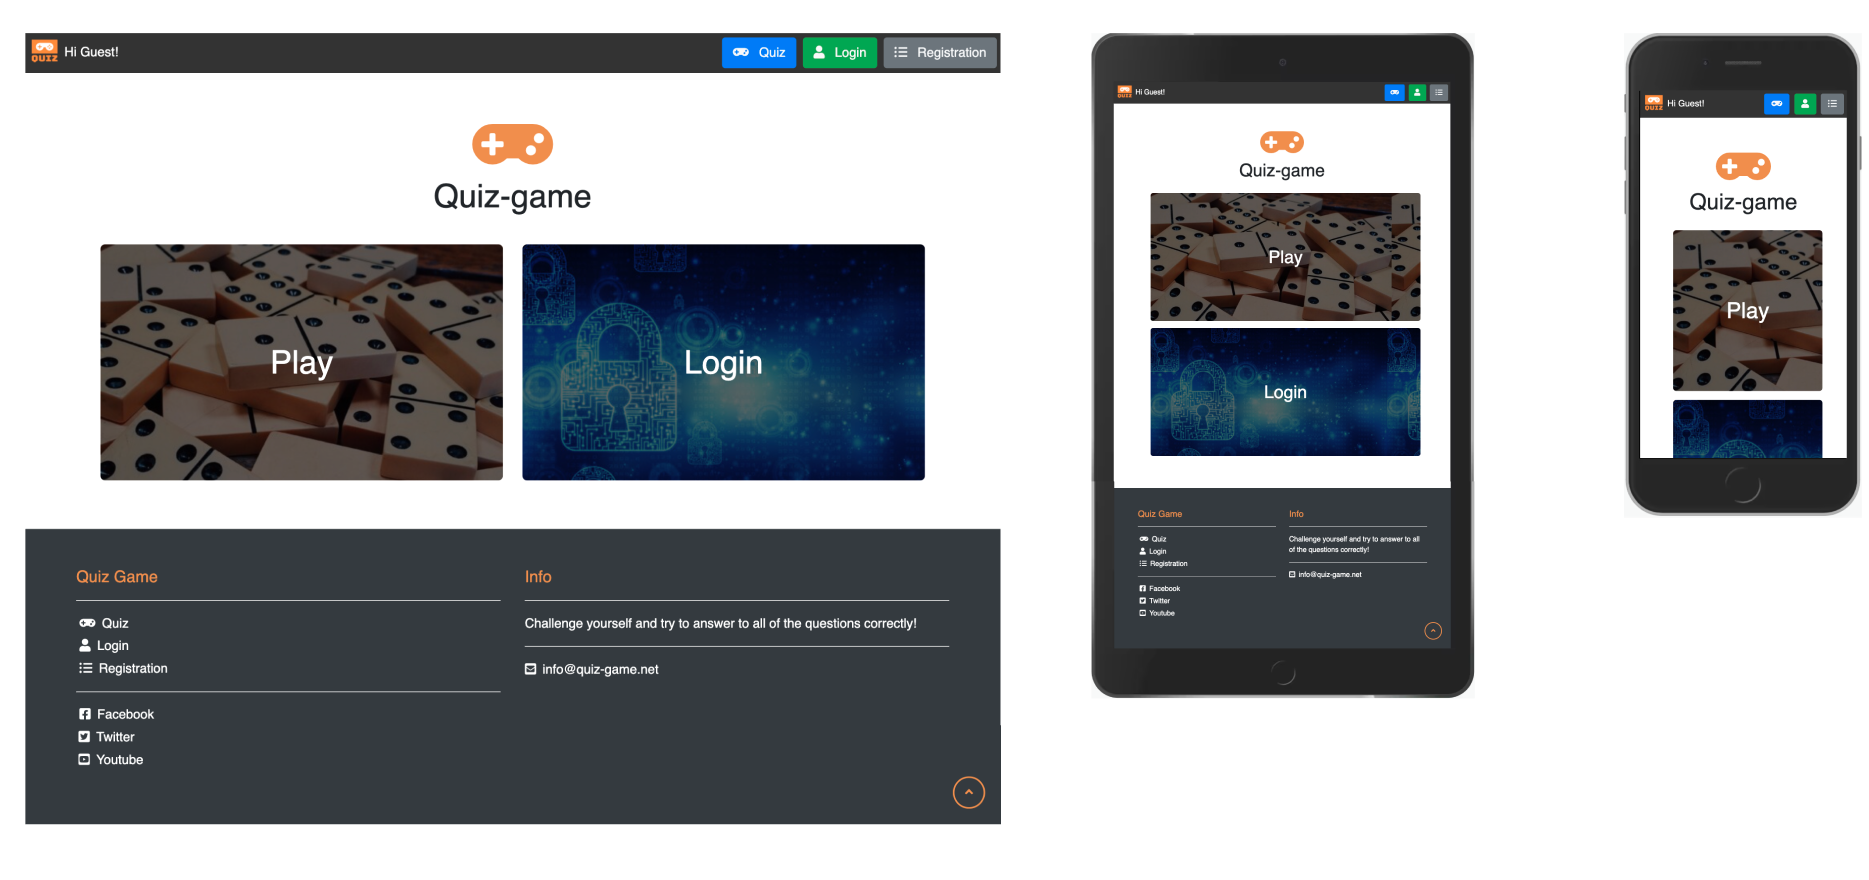 QUIZ
Hi Guest!
Quiz
Login
Registration
Quiz-game
Play
Login
Quiz Game
Quiz
Login
Registration
Facebook
Twitter
Youtube
Info
Challenge yourself and try to answer to all of the questions correctly!
info@quiz-game.net
QUIZ
Hi Guest!
Quiz-game
Play
Login
Quiz Game
Quiz
Login
Registration
Facebook
Twitter
Youtube
Info
Challenge yourself and try to answer to all
of the questions correctly!
info@quiz-game.net
QUIZ
Hi Guest!
Quiz-game
Play